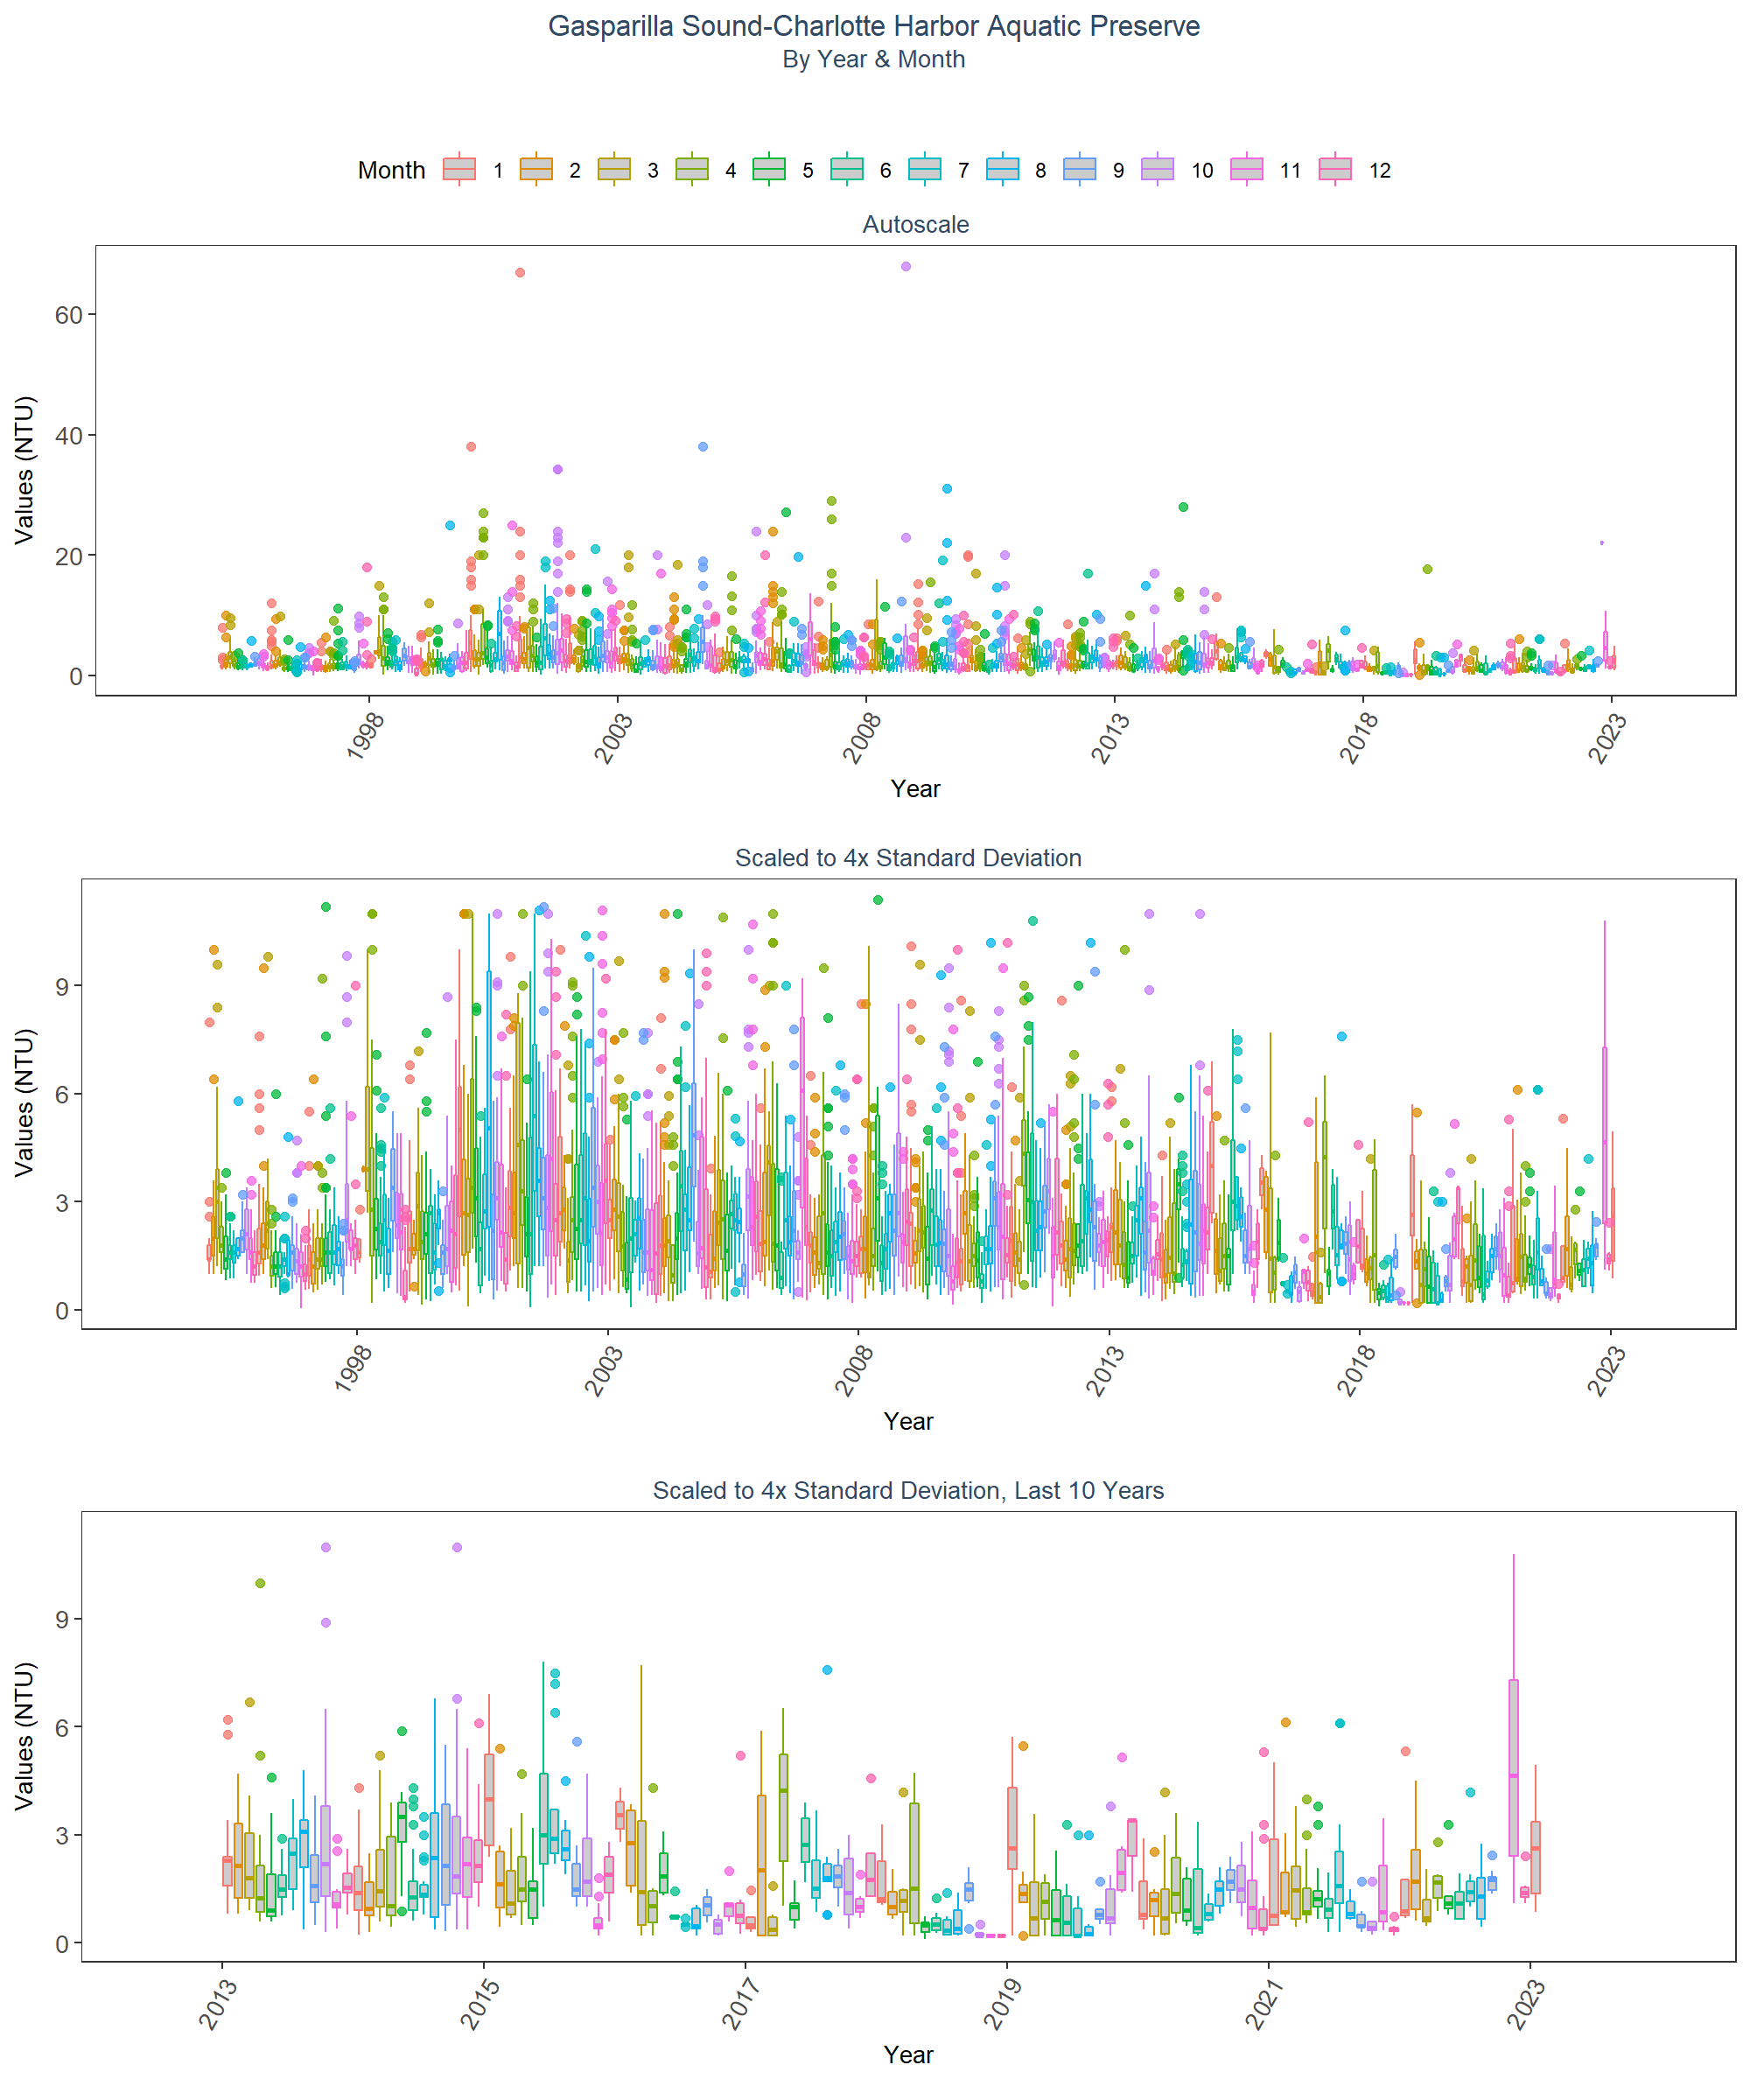 Gasparilla Sound-Charlotte Harbor Aquatic Preserve
By Year & Month
Month 1 2 3 4 5 6 7 8 9 10 11 12
Autoscale
Values (NTU)
60
40
20
0
1998 2003 2008 2013 2018 2023
Year
Scaled to 4x Standard Deviation
Values (NTU)
9
6
3
0
1998 2003 2008 2013 2018 2023
Year
Scaled to 4x Standard Deviation, Last 10 Years
Values (NTU)
9
6
3
0
2013 2015 2017 2019 2021 2023
Year